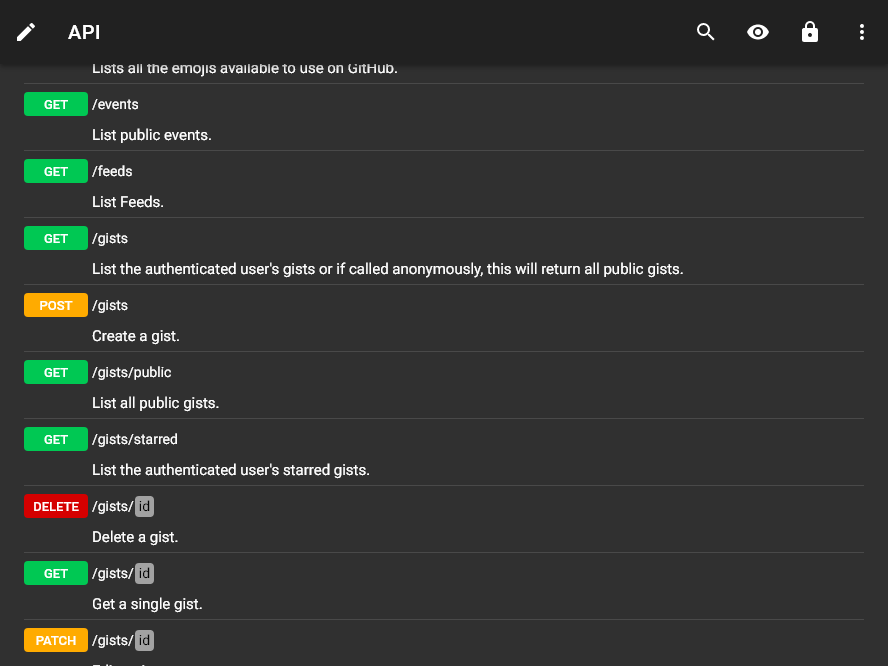 API
Lists all the emojis available to use on GitHub.
GET /events
List public events.
GET /feeds
List Feeds.
GET /gists
List the authenticated user's gists or if called anonymously, this will return all public gists.
POST /gists
Create a gist.
GET /gists/public
List all public gists.
GET /gists/starred
List the authenticated user's starred gists.
DELETE /gists/ id
Delete a gist.
GET /gists/ id
Get a single gist.
PATCH /gists/ id